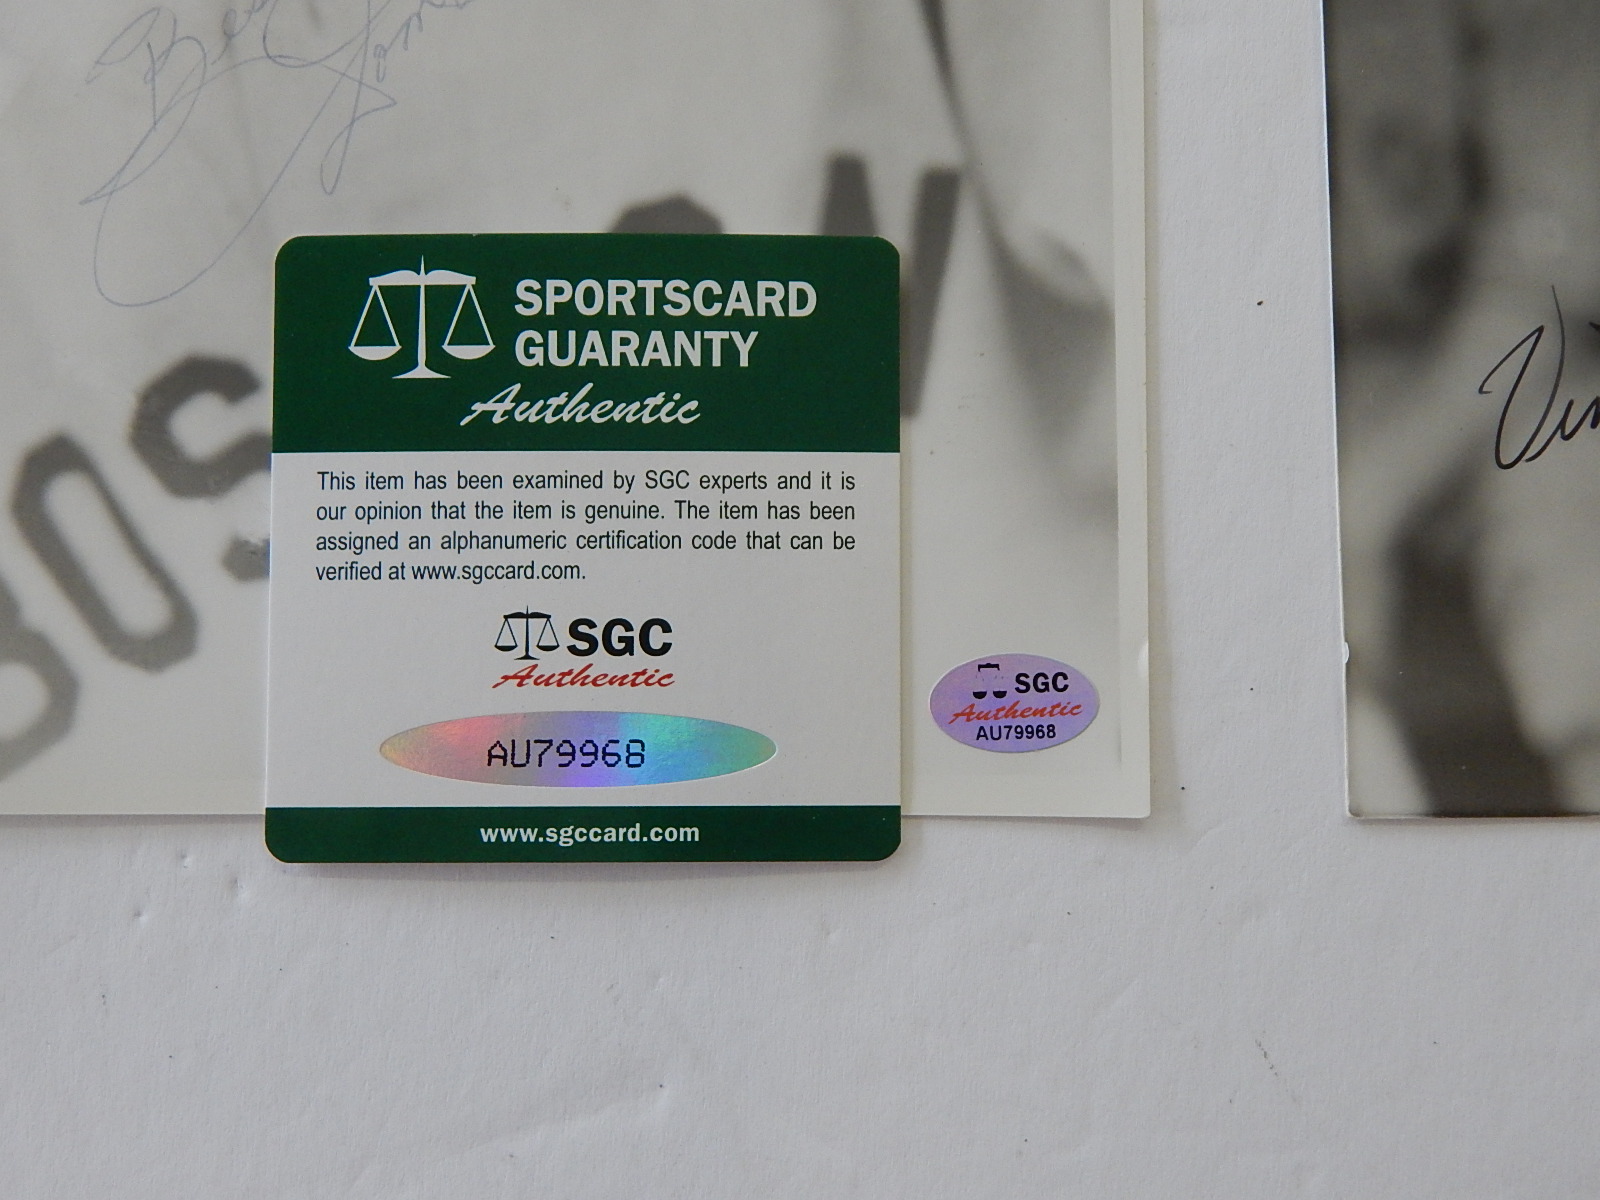 BOS
N
SPORTSCARD
GUARANTY
Authentic
This item has been examined by SGC experts and it is
our opinion that the item is genuine. The item has been
assigned an alphanumeric certification code that can be
verified at www.sgccard.com.
SGC
Authentic
AU79968
www.sgccard.com
SGC
Authentic
AU79968